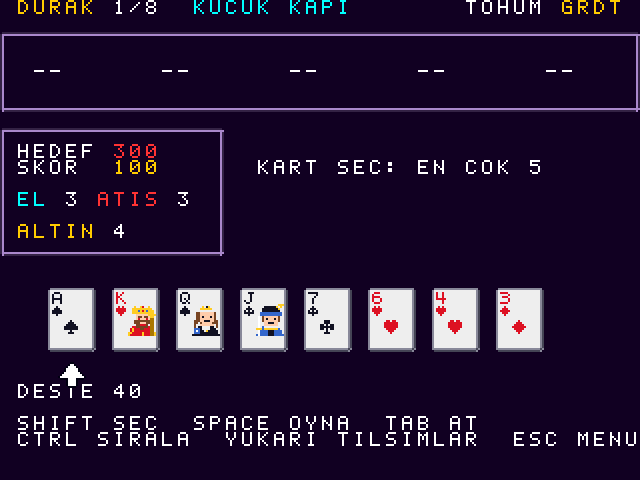 DURAK 1/8 KUCUK KAPI TOHUM GRDT
-- -- -- -- --
HEDEF 300
SKOR 100
KART SEC: EN COK 5
EL 3 ATIS 3
ALTIN 4
A K Q J 7 6 4 3
DESTE 40
SHIFT SEC SPACE OYNA TAB AT
CTRL SIRALA YUKARI TILSIMLAR ESC MENU